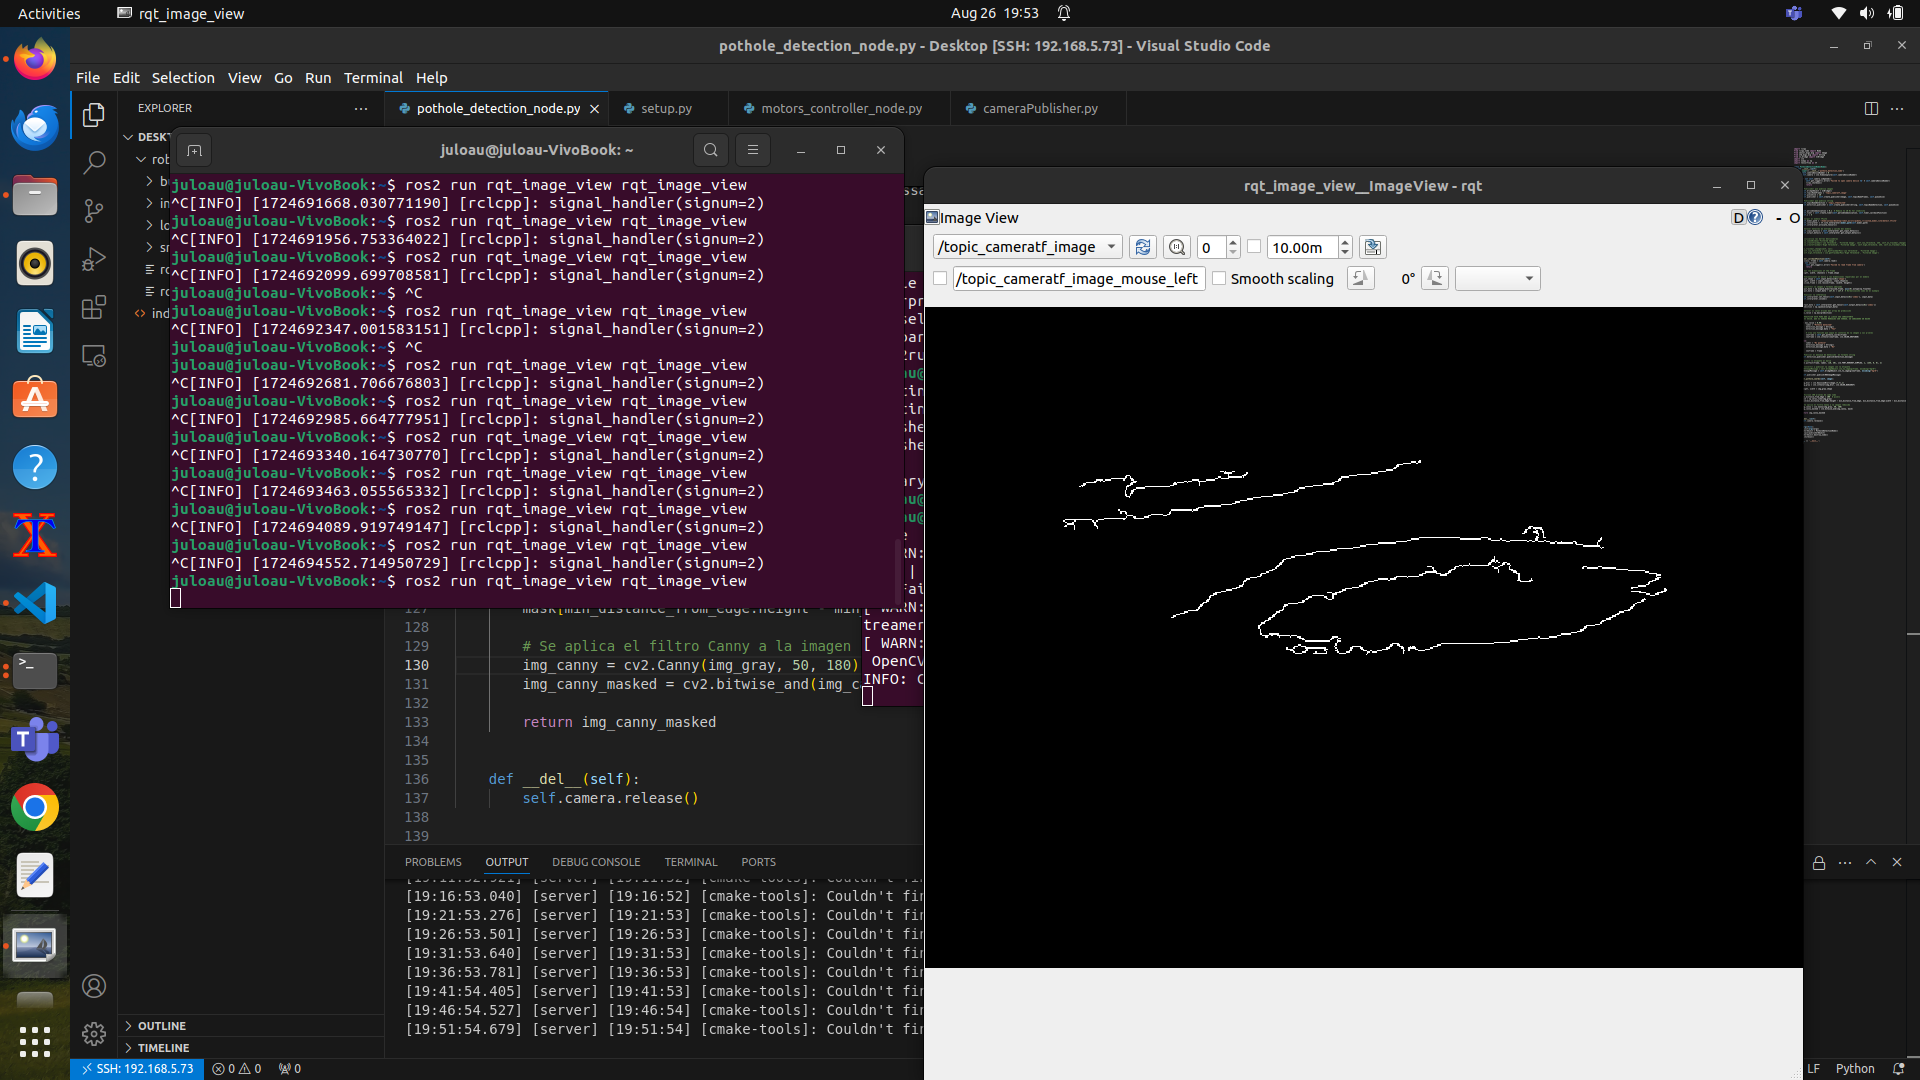 Activities
rqt_image_view
Aug 26 19:53
pothole_detection_node.py - Desktop [SSH: 192.168.5.73] - Visual Studio Code
File Edit Selection View Go Run Terminal Help
EXPLORER
pothole_detection_node.py
setup.py
motors_controller_node.py
cameraPublisher.py
juloau@juloau-VivoBook: ~
juloau@juloau-VivoBook:~$ ros2 run rqt_image_view rqt_image_view
^C[INFO] [1724691668.030771190] [rclcpp]: signal_handler(signum=2)
juloau@juloau-VivoBook:~$ ros2 run rqt_image_view rqt_image_view
^C[INFO] [1724691956.753364022] [rclcpp]: signal_handler(signum=2)
juloau@juloau-VivoBook:~$ ros2 run rqt_image_view rqt_image_view
^C[INFO] [1724692099.699708581] [rclcpp]: signal_handler(signum=2)
juloau@juloau-VivoBook:~$ ^C
juloau@juloau-VivoBook:~$ ros2 run rqt_image_view rqt_image_view
^C[INFO] [1724692347.001583151] [rclcpp]: signal_handler(signum=2)
juloau@juloau-VivoBook:~$ ^C
juloau@juloau-VivoBook:~$ ros2 run rqt_image_view rqt_image_view
^C[INFO] [1724692681.706676803] [rclcpp]: signal_handler(signum=2)
juloau@juloau-VivoBook:~$ ros2 run rqt_image_view rqt_image_view
^C[INFO] [1724692985.664777951] [rclcpp]: signal_handler(signum=2)
juloau@juloau-VivoBook:~$ ros2 run rqt_image_view rqt_image_view
^C[INFO] [1724693340.164730770] [rclcpp]: signal_handler(signum=2)
juloau@juloau-VivoBook:~$ ros2 run rqt_image_view rqt_image_view
^C[INFO] [1724693463.055565332] [rclcpp]: signal_handler(signum=2)
juloau@juloau-VivoBook:~$ ros2 run rqt_image_view rqt_image_view
^C[INFO] [1724694089.919749147] [rclcpp]: signal_handler(signum=2)
juloau@juloau-VivoBook:~$ ros2 run rqt_image_view rqt_image_view
^C[INFO] [1724694552.714950729] [rclcpp]: signal_handler(signum=2)
juloau@juloau-VivoBook:~$ ros2 run rqt_image_view rqt_image_view
rqt_image_view__ImageView - rqt
Image View
D
- O
/topic_cameratf_image
0
10.00m
/topic_cameratf_image_mouse_left
Smooth scaling
0°
treamer
[ WARN:
OpenCV
INFO: C
128
129 # Se aplica el filtro Canny a la imagen
130 img_canny = cv2.Canny(img_gray, 50, 180)
131 img_canny_masked = cv2.bitwise_and(img_c
132
133 return img_canny_masked
134
135
136 def __del__(self):
137 self.camera.release()
138
139
PROBLEMS OUTPUT DEBUG CONSOLE TERMINAL PORTS
[19:16:53.040] [server] [19:16:52] [cmake-tools]: Couldn't fin
[19:21:53.276] [server] [19:21:53] [cmake-tools]: Couldn't fin
[19:26:53.501] [server] [19:26:53] [cmake-tools]: Couldn't fin
[19:31:53.640] [server] [19:31:53] [cmake-tools]: Couldn't fin
[19:36:53.781] [server] [19:36:53] [cmake-tools]: Couldn't fin
[19:41:54.405] [server] [19:41:53] [cmake-tools]: Couldn't fin
[19:46:54.527] [server] [19:46:54] [cmake-tools]: Couldn't fin
[19:51:54.679] [server] [19:51:54] [cmake-tools]: Couldn't fin
OUTLINE
TIMELINE
SSH: 192.168.5.73
0 0
0
LF
Python